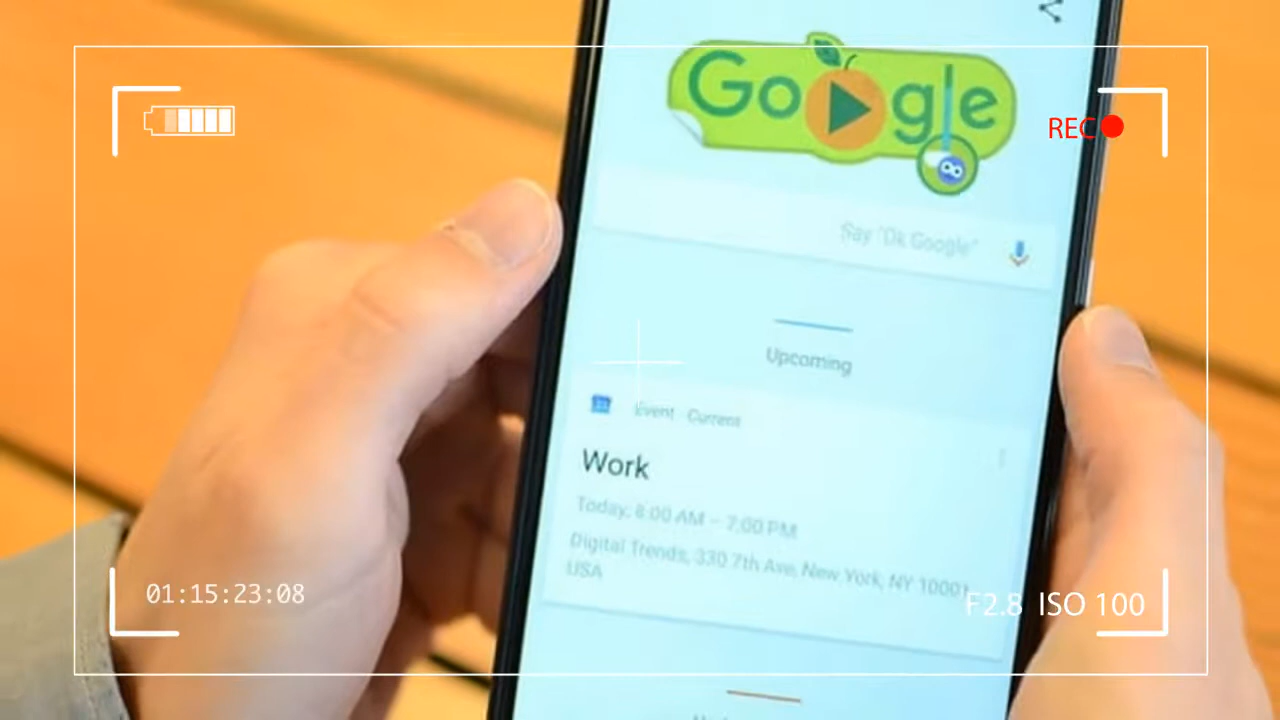 Google
REC
Say "Ok Google"
Upcoming
Event Current
Work
Today, 8:00 AM – 7:00 PM
Digital Trends, 330 7th Ave, New York, NY 10001,
USA
01:15:23:08
F2.8 ISO 100